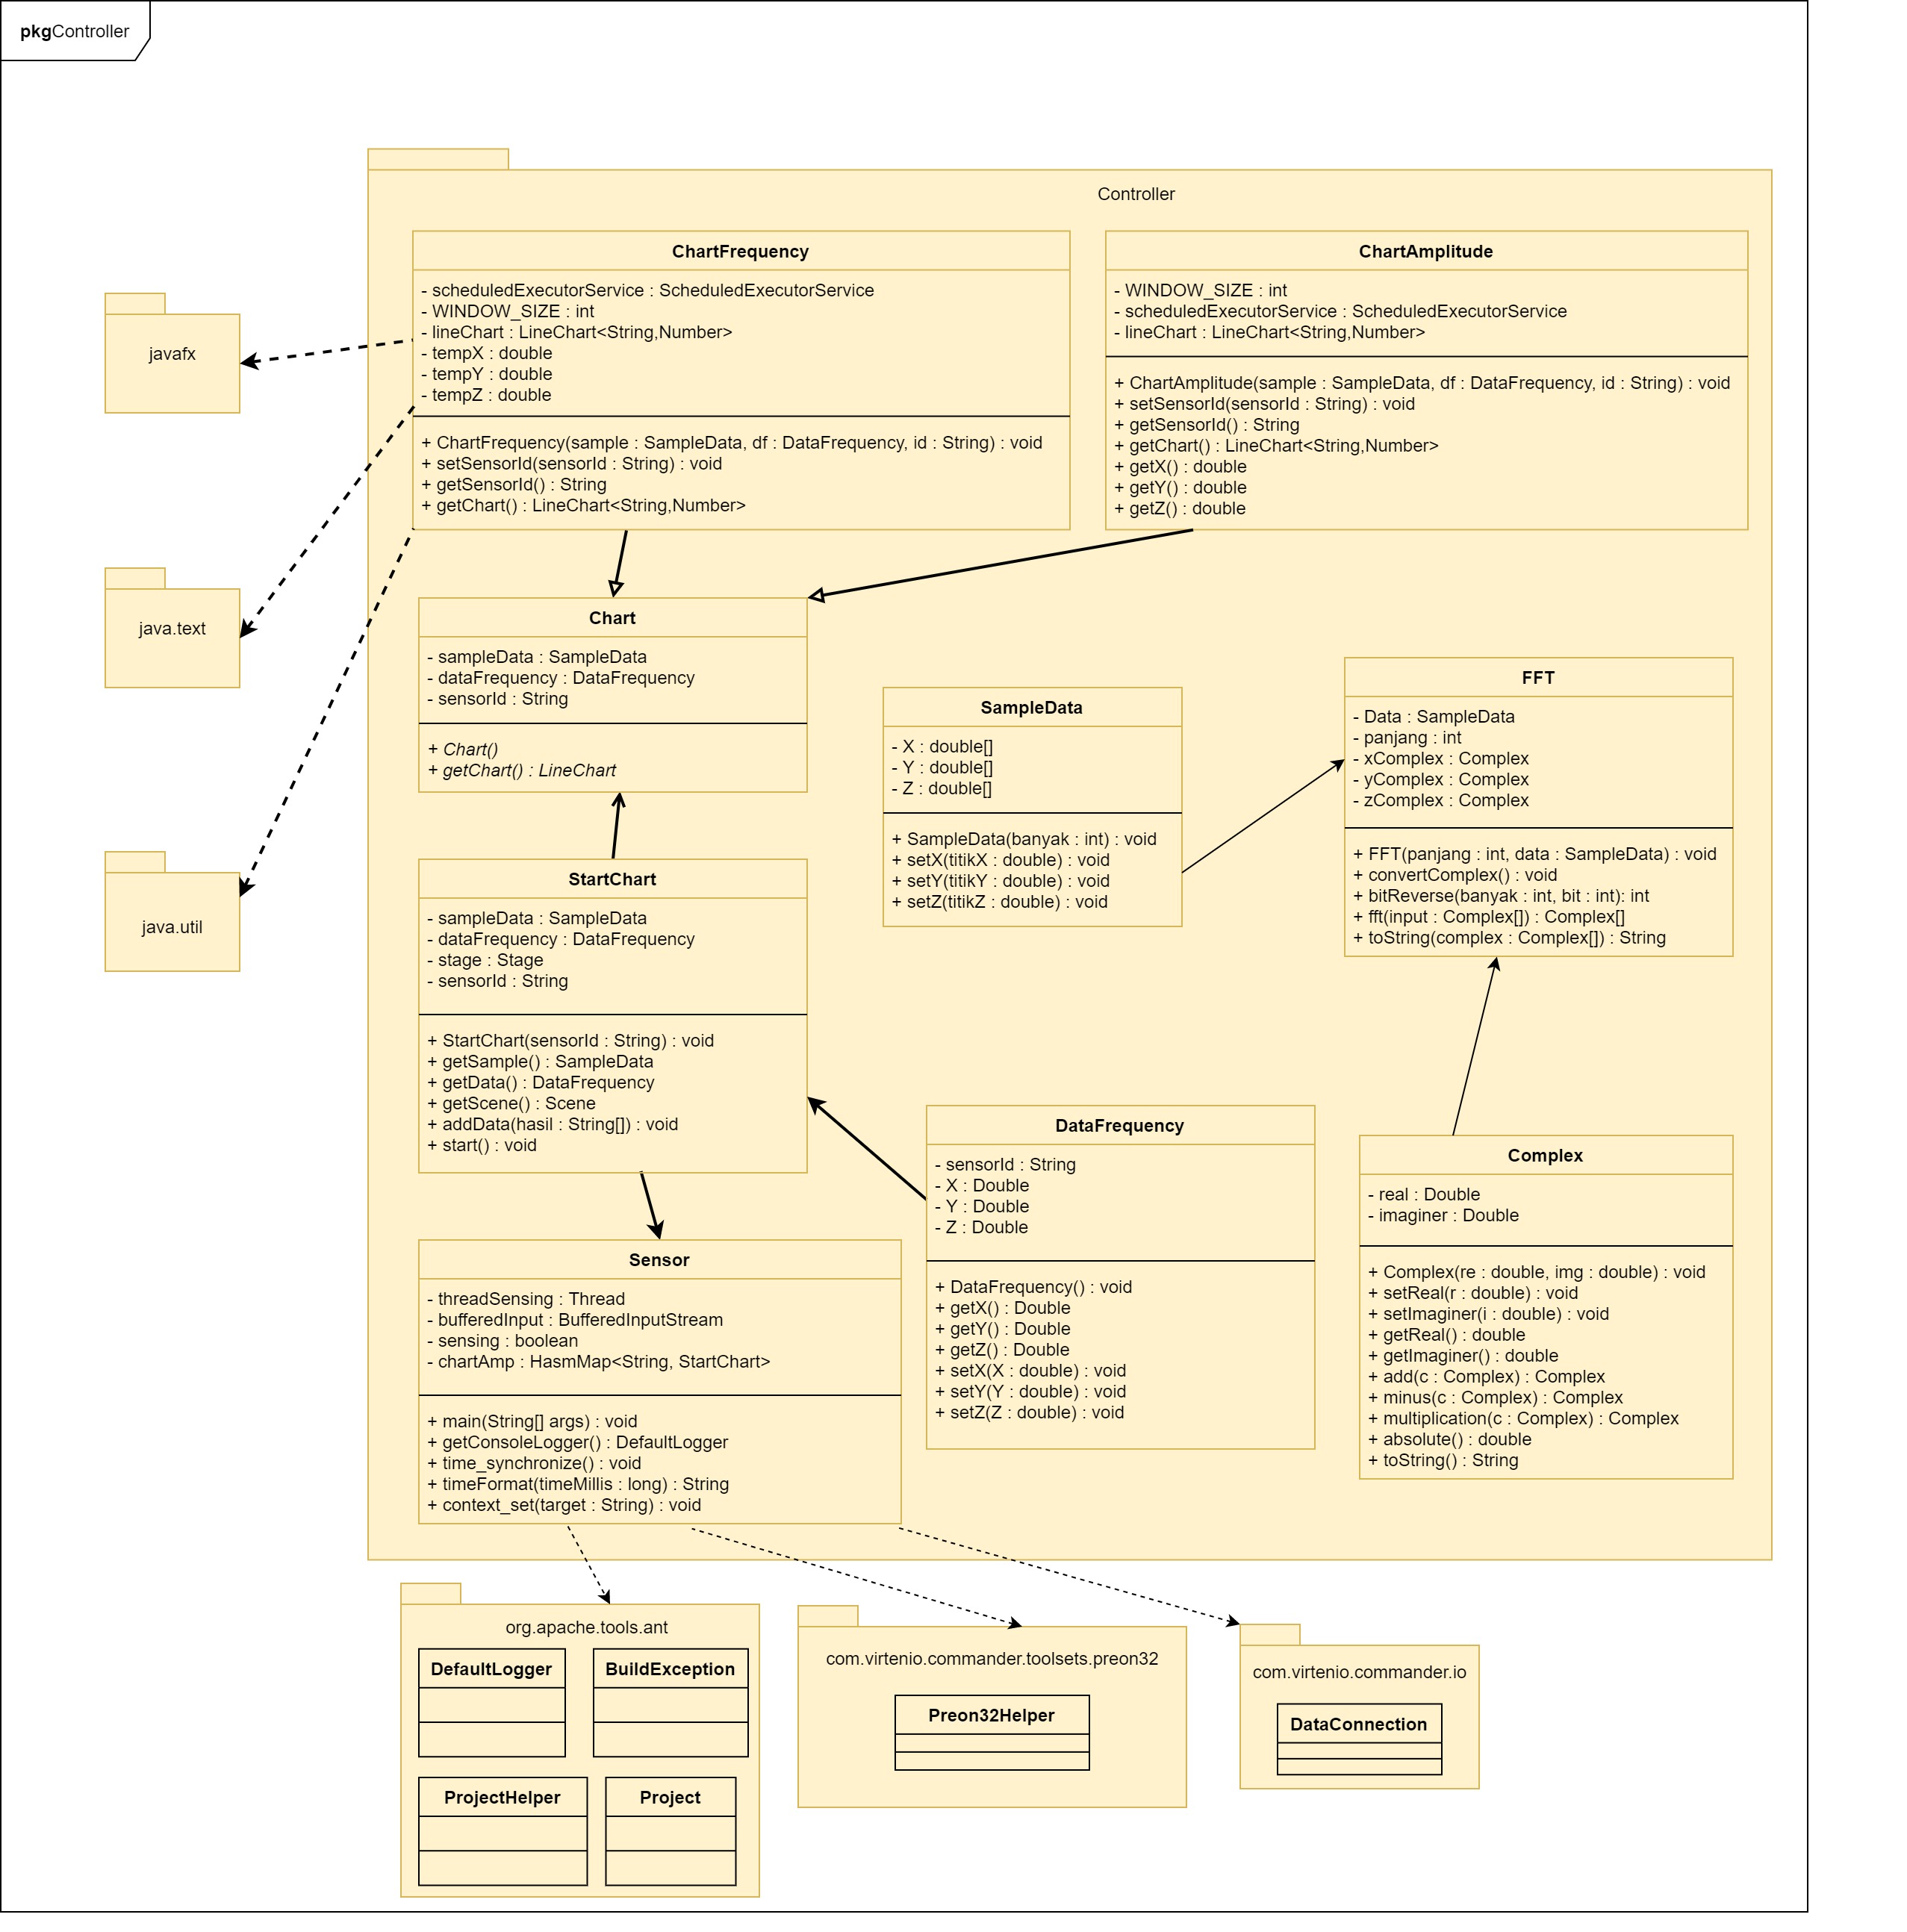 pkgController
Controller
ChartFrequency
- scheduledExecutorService : ScheduledExecutorService
- WINDOW_SIZE : int
- lineChart : LineChart<String,Number>
- tempX : double
- tempY : double
- tempZ : double
+ ChartFrequency(sample : SampleData, df : DataFrequency, id : String) : void
+ setSensorId(sensorId : String) : void
+ getSensorId() : String
+ getChart() : LineChart<String,Number>
ChartAmplitude
- WINDOW_SIZE : int
- scheduledExecutorService : ScheduledExecutorService
- lineChart : LineChart<String,Number>
+ ChartAmplitude(sample : SampleData, df : DataFrequency, id : String) : void
+ setSensorId(sensorId : String) : void
+ getSensorId() : String
+ getChart() : LineChart<String,Number>
+ getX() : double
+ getY() : double
+ getZ() : double
javafx
java.text
java.util
Chart
- sampleData : SampleData
- dataFrequency : DataFrequency
- sensorId : String
+ Chart()
+ getChart() : LineChart
SampleData
- X : double[]
- Y : double[]
- Z : double[]
+ SampleData(banyak : int) : void
+ setX(titikX : double) : void
+ setY(titikY : double) : void
+ setZ(titikZ : double) : void
FFT
- Data : SampleData
- panjang : int
- xComplex : Complex
- yComplex : Complex
- zComplex : Complex
+ FFT(panjang : int, data : SampleData) : void
+ convertComplex() : void
+ bitReverse(banyak : int, bit : int): int
+ fft(input : Complex[]) : Complex[]
+ toString(complex : Complex[]) : String
StartChart
- sampleData : SampleData
- dataFrequency : DataFrequency
- stage : Stage
- sensorId : String
+ StartChart(sensorId : String) : void
+ getSample() : SampleData
+ getData() : DataFrequency
+ getScene() : Scene
+ addData(hasil : String[]) : void
+ start() : void
DataFrequency
- sensorId : String
- X : Double
- Y : Double
- Z : Double
+ DataFrequency() : void
+ getX() : Double
+ getY() : Double
+ getZ() : Double
+ setX(X : double) : void
+ setY(Y : double) : void
+ setZ(Z : double) : void
Complex
- real : Double
- imaginer : Double
+ Complex(re : double, img : double) : void
+ setReal(r : double) : void
+ setImaginer(i : double) : void
+ getReal() : double
+ getImaginer() : double
+ add(c : Complex) : Complex
+ minus(c : Complex) : Complex
+ multiplication(c : Complex) : Complex
+ absolute() : double
+ toString() : String
Sensor
- threadSensing : Thread
- bufferedInput : BufferedInputStream
- sensing : boolean
- chartAmp : HasmMap<String, StartChart>
+ main(String[] args) : void
+ getConsoleLogger() : DefaultLogger
+ time_synchronize() : void
+ timeFormat(timeMillis : long) : String
+ context_set(target : String) : void
org.apache.tools.ant
DefaultLogger
BuildException
ProjectHelper
Project
com.virtenio.commander.toolsets.preon32
Preon32Helper
com.virtenio.commander.io
DataConnection